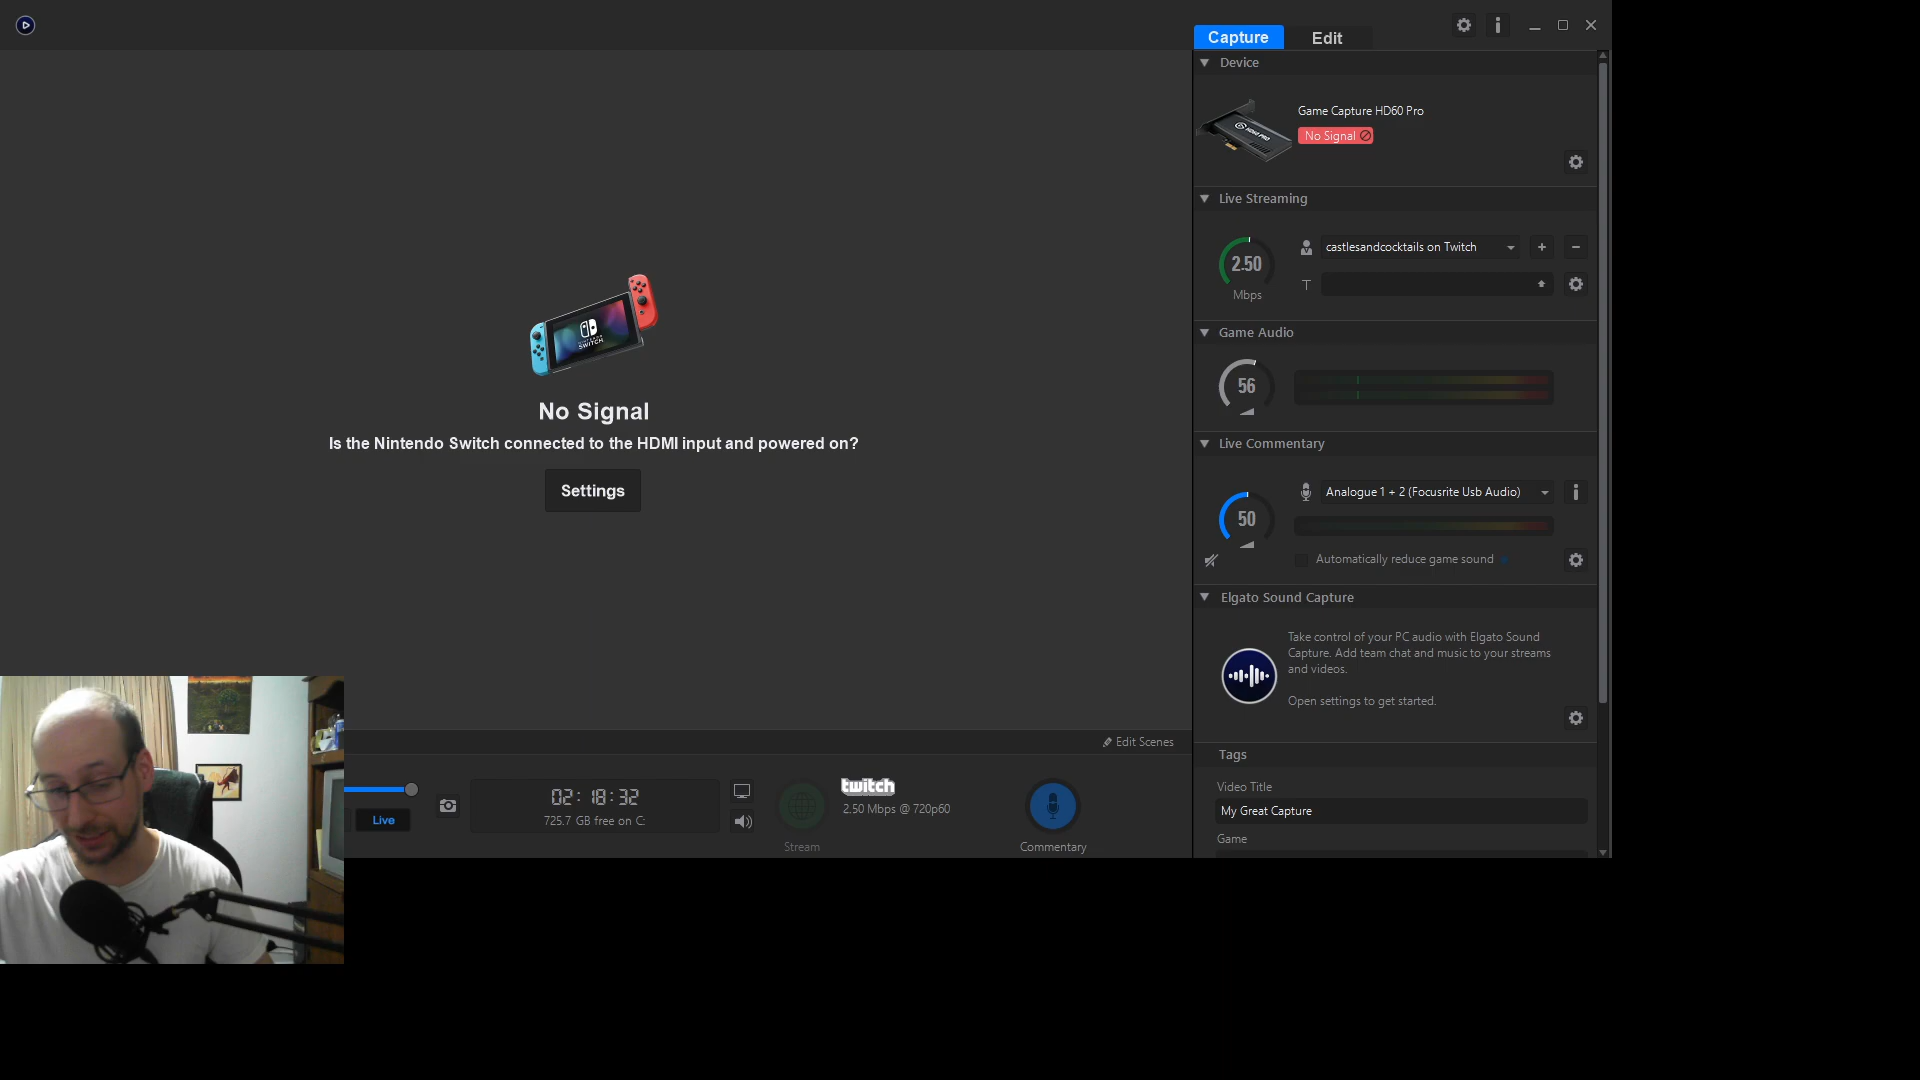 Capture
Edit
Device
Game Capture HD60 Pro
No Signal
Live Streaming
2.50
Mbps
castlesandcocktails on Twitch
T
Game Audio
56
Live Commentary
Analogue 1 + 2 (Focusrite Usb Audio)
50
Automatically reduce game sound
Elgato Sound Capture
Take control of your PC audio with Elgato Sound
Capture. Add team chat and music to your streams
and videos.
Open settings to get started.
Tags
Video Title
My Great Capture
Game
NINTENDO
SWITCH
No Signal
Is the Nintendo Switch connected to the HDMI input and powered on?
Settings
Edit Scenes
Live
02:18:32
725.7 GB free on C:
Stream
twitch
2.50 Mbps @ 720p60
Commentary